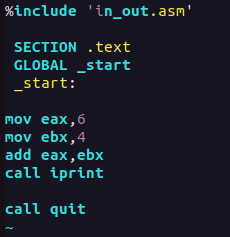 %include 'in_out.asm'
SECTION .text
GLOBAL _start
_start:
mov eax,6
mov ebx,4
add eax,ebx
call iprint
call quit
~